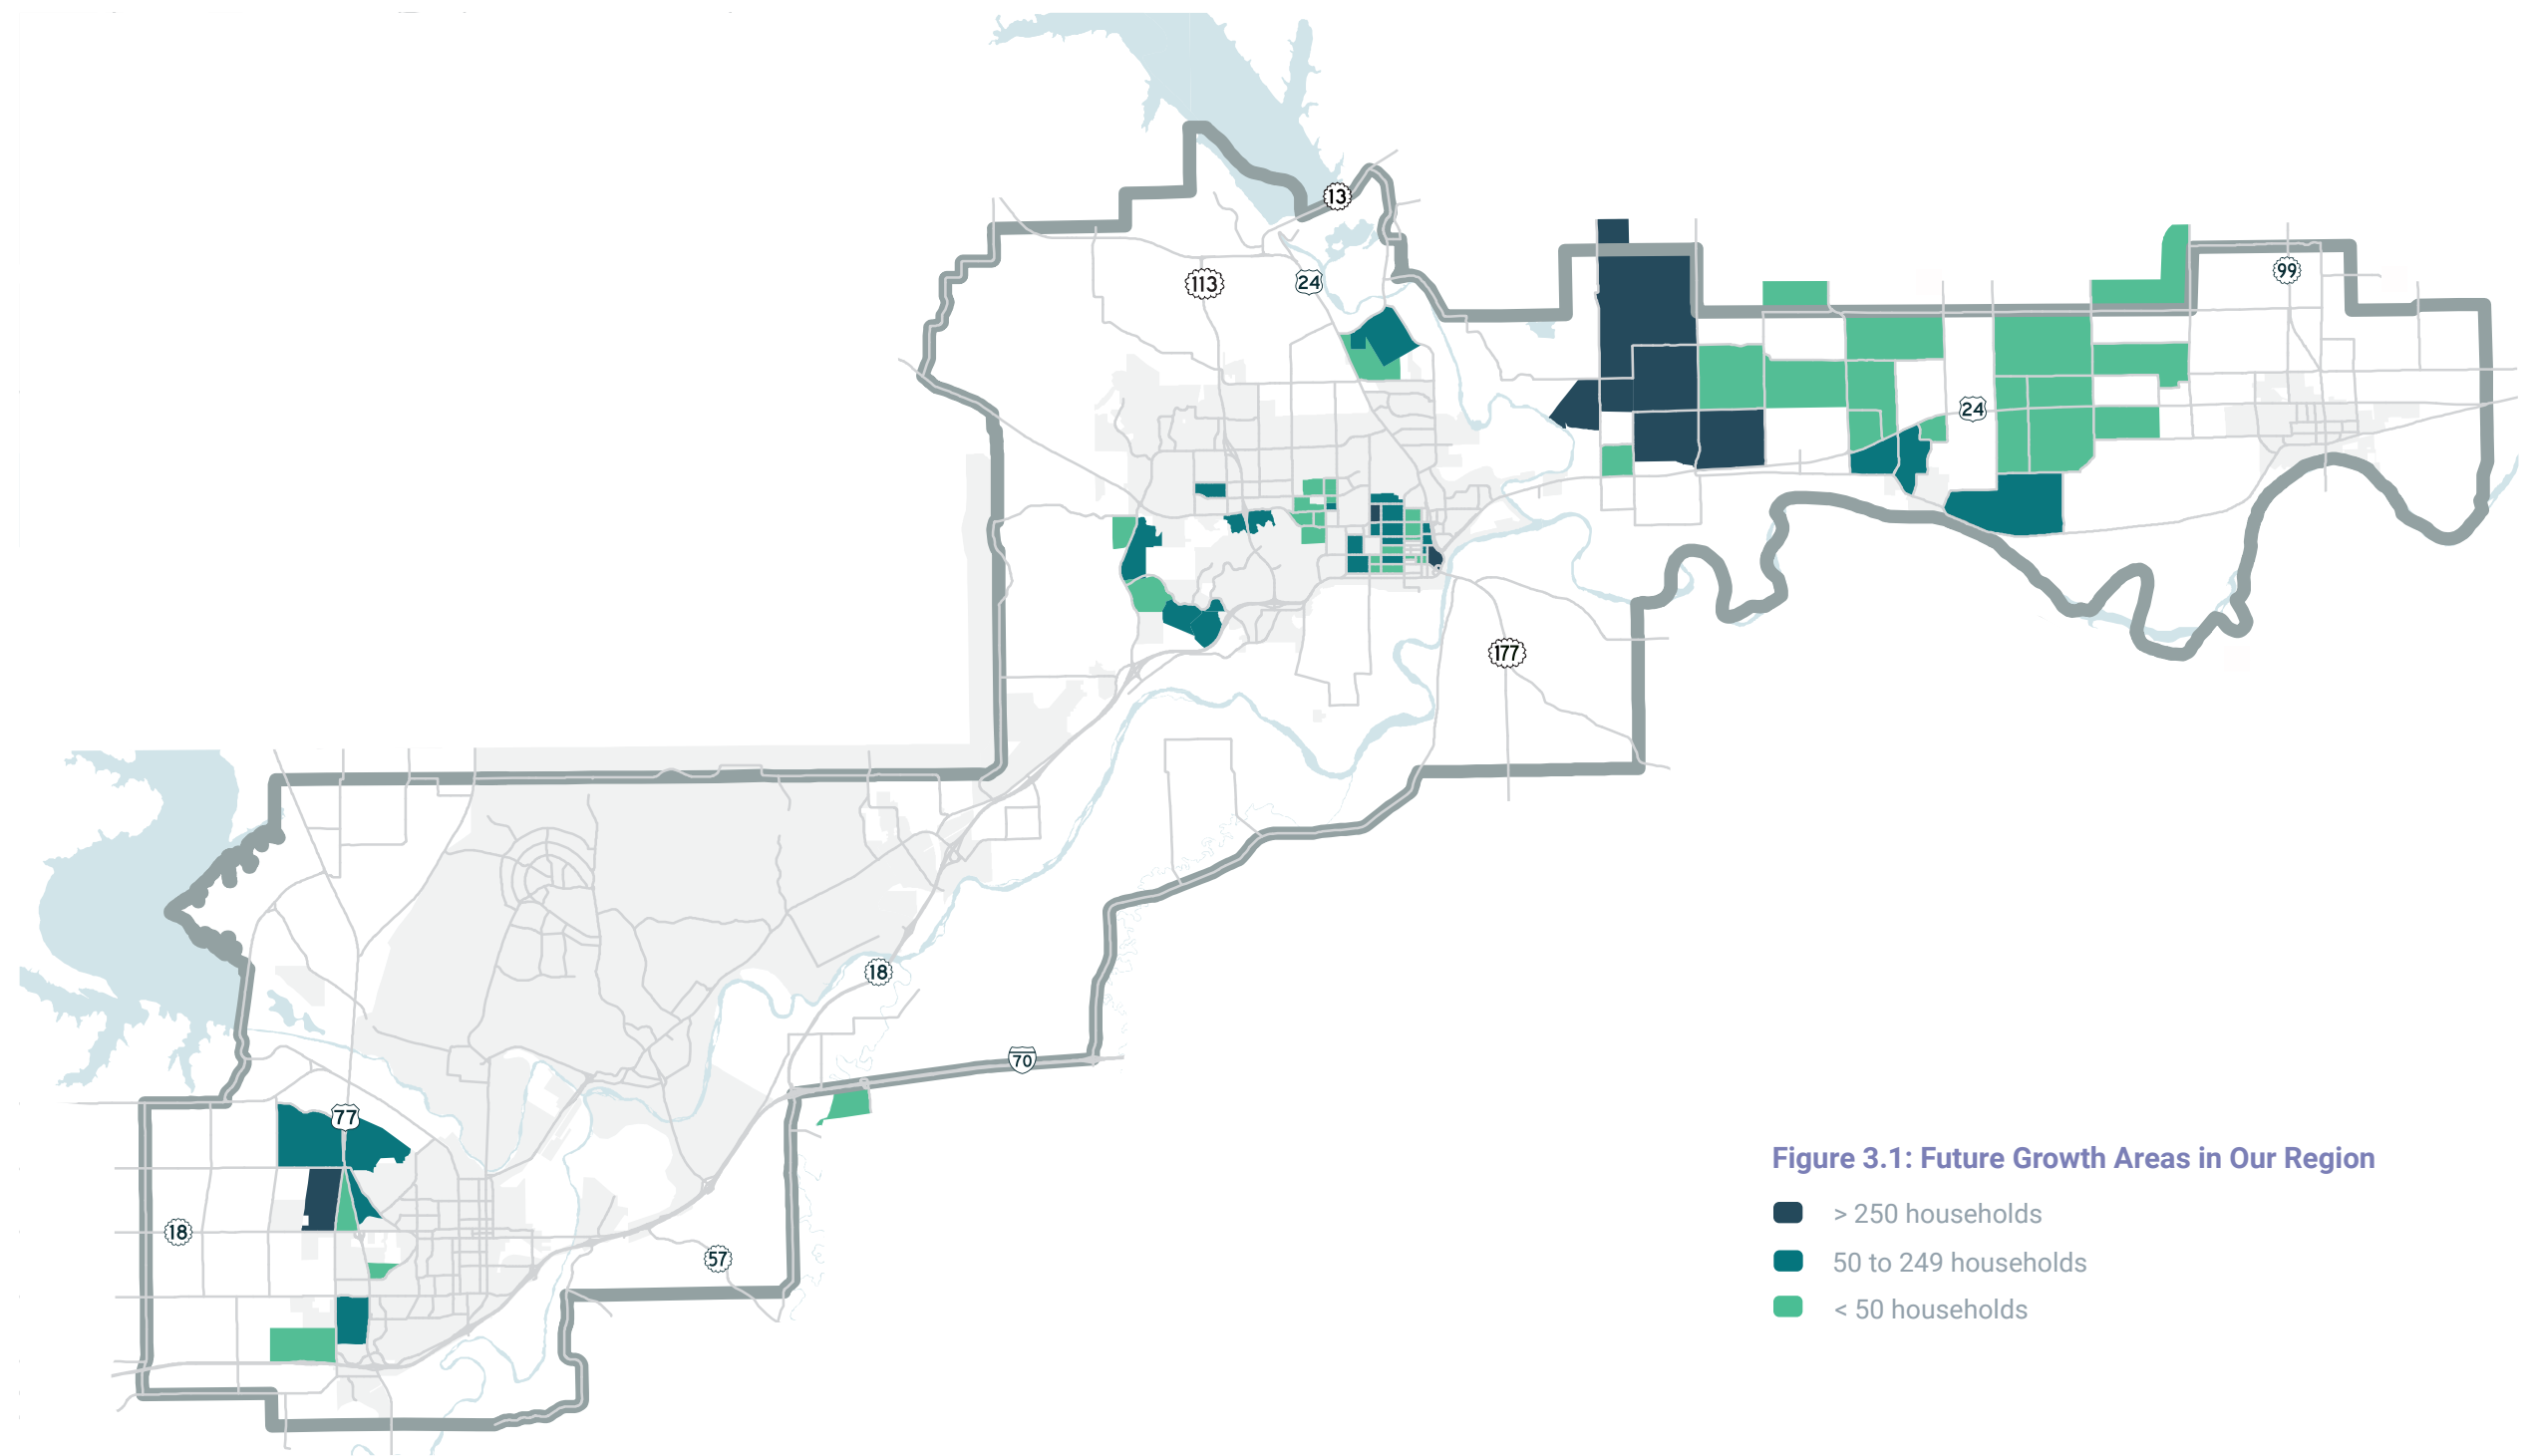 13
113
24
99
24
177
18
70
77
18
57
Figure 3.1: Future Growth Areas in Our Region
> 250 households
50 to 249 households
< 50 households